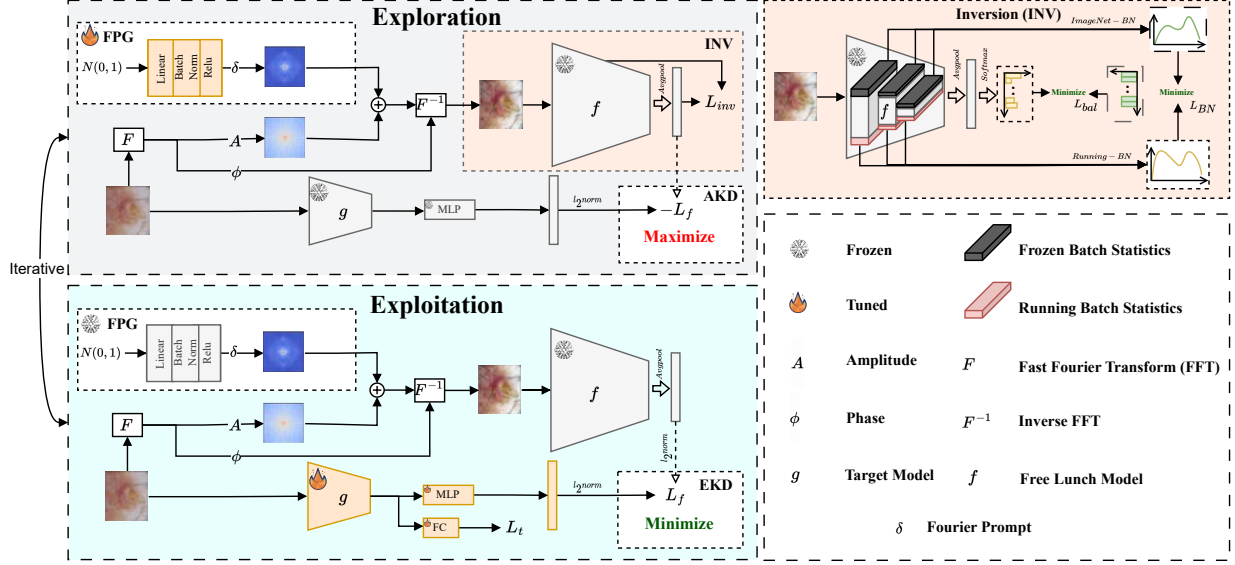 Exploration
FPG
N(0,1)
Linear
Batch
Norm
Relu
δ
F
A
ϕ
F⁻¹
INV
f
Avgpool
L_inv
g
MLP
l₂norm
AKD
−L_f
Maximize
Iterative
Exploitation
FPG
N(0,1)
Linear
Batch
Norm
Relu
δ
F
A
ϕ
F⁻¹
f
Avgpool
l₂norm
g
MLP
FC
L_t
l₂norm
EKD
L_f
Minimize
Inversion (INV)
ImageNet−BN
f
Avgpool
Softmax
Minimize
L_bal
Minimize
L_BN
Running−BN
Frozen
Frozen Batch Statistics
Tuned
Running Batch Statistics
A Amplitude
F Fast Fourier Transform (FFT)
ϕ Phase
F⁻¹ Inverse FFT
g Target Model
f Free Lunch Model
δ Fourier Prompt